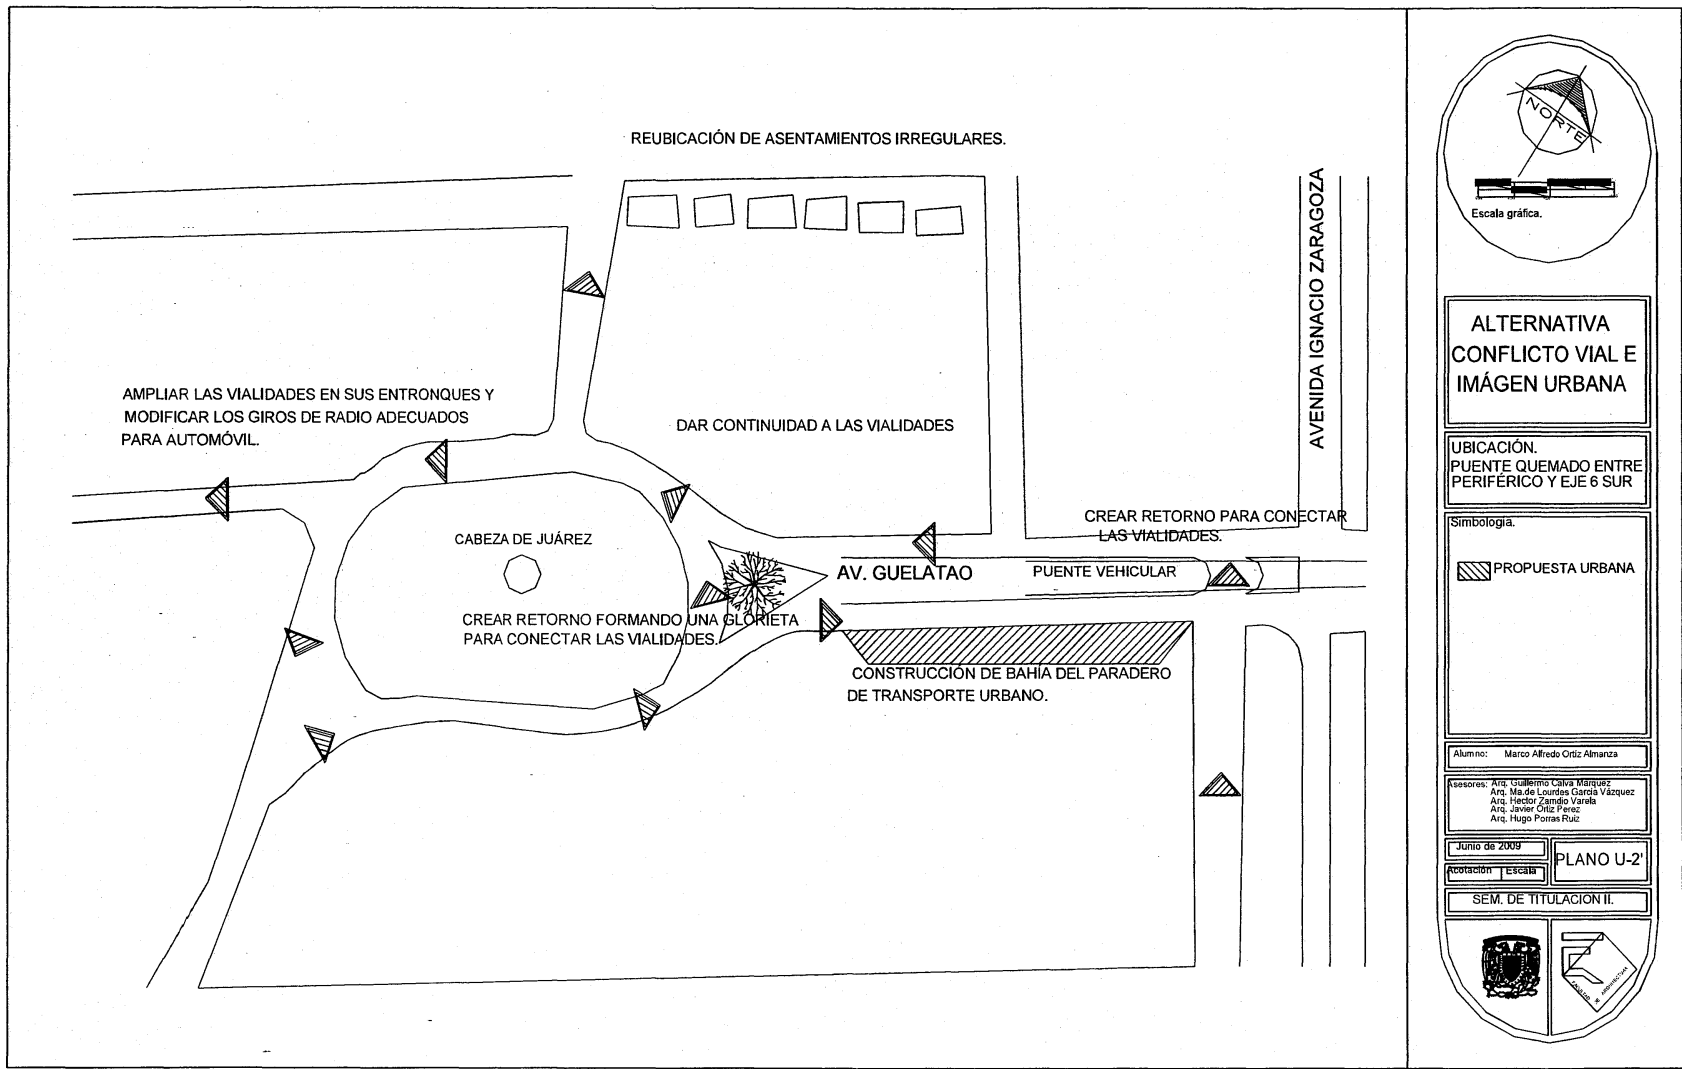 REUBICACIÓN DE ASENTAMIENTOS IRREGULARES.
AVENIDA IGNACIO ZARAGOZA
AMPLIAR LAS VIALIDADES EN SUS ENTRONQUES Y
MODIFICAR LOS GIROS DE RADIO ADECUADOS
PARA AUTOMÓVIL.
DAR CONTINUIDAD A LAS VIALIDADES
CREAR RETORNO PARA CONECTAR
LAS VIALIDADES.
CABEZA DE JUÁREZ
AV. GUELATAO
PUENTE VEHICULAR
CREAR RETORNO FORMANDO UNA GLORIETA
PARA CONECTAR LAS VIALIDADES.
CONSTRUCCIÓN DE BAHÍA DEL PARADERO
DE TRANSPORTE URBANO.
NORTE
Escala gráfica.
ALTERNATIVA
CONFLICTO VIAL E
IMÁGEN URBANA
UBICACIÓN.
PUENTE QUEMADO ENTRE
PERIFÉRICO Y EJE 6 SUR
Simbología.
PROPUESTA URBANA
Alumno: Marco Alfredo Ortiz Almanza
Asesores: Arq. Guillermo Calva Márquez
Arq. Ma.de Lourdes García Vázquez
Arq. Hector Zamdio Varela
Arq. Javier Ortiz Perez
Arq. Hugo Porras Ruiz
Junio de 2009
PLANO U-2'
Acotación Escala
SEM. DE TITULACION II.
FACULTAD DE ARQUITECTURA